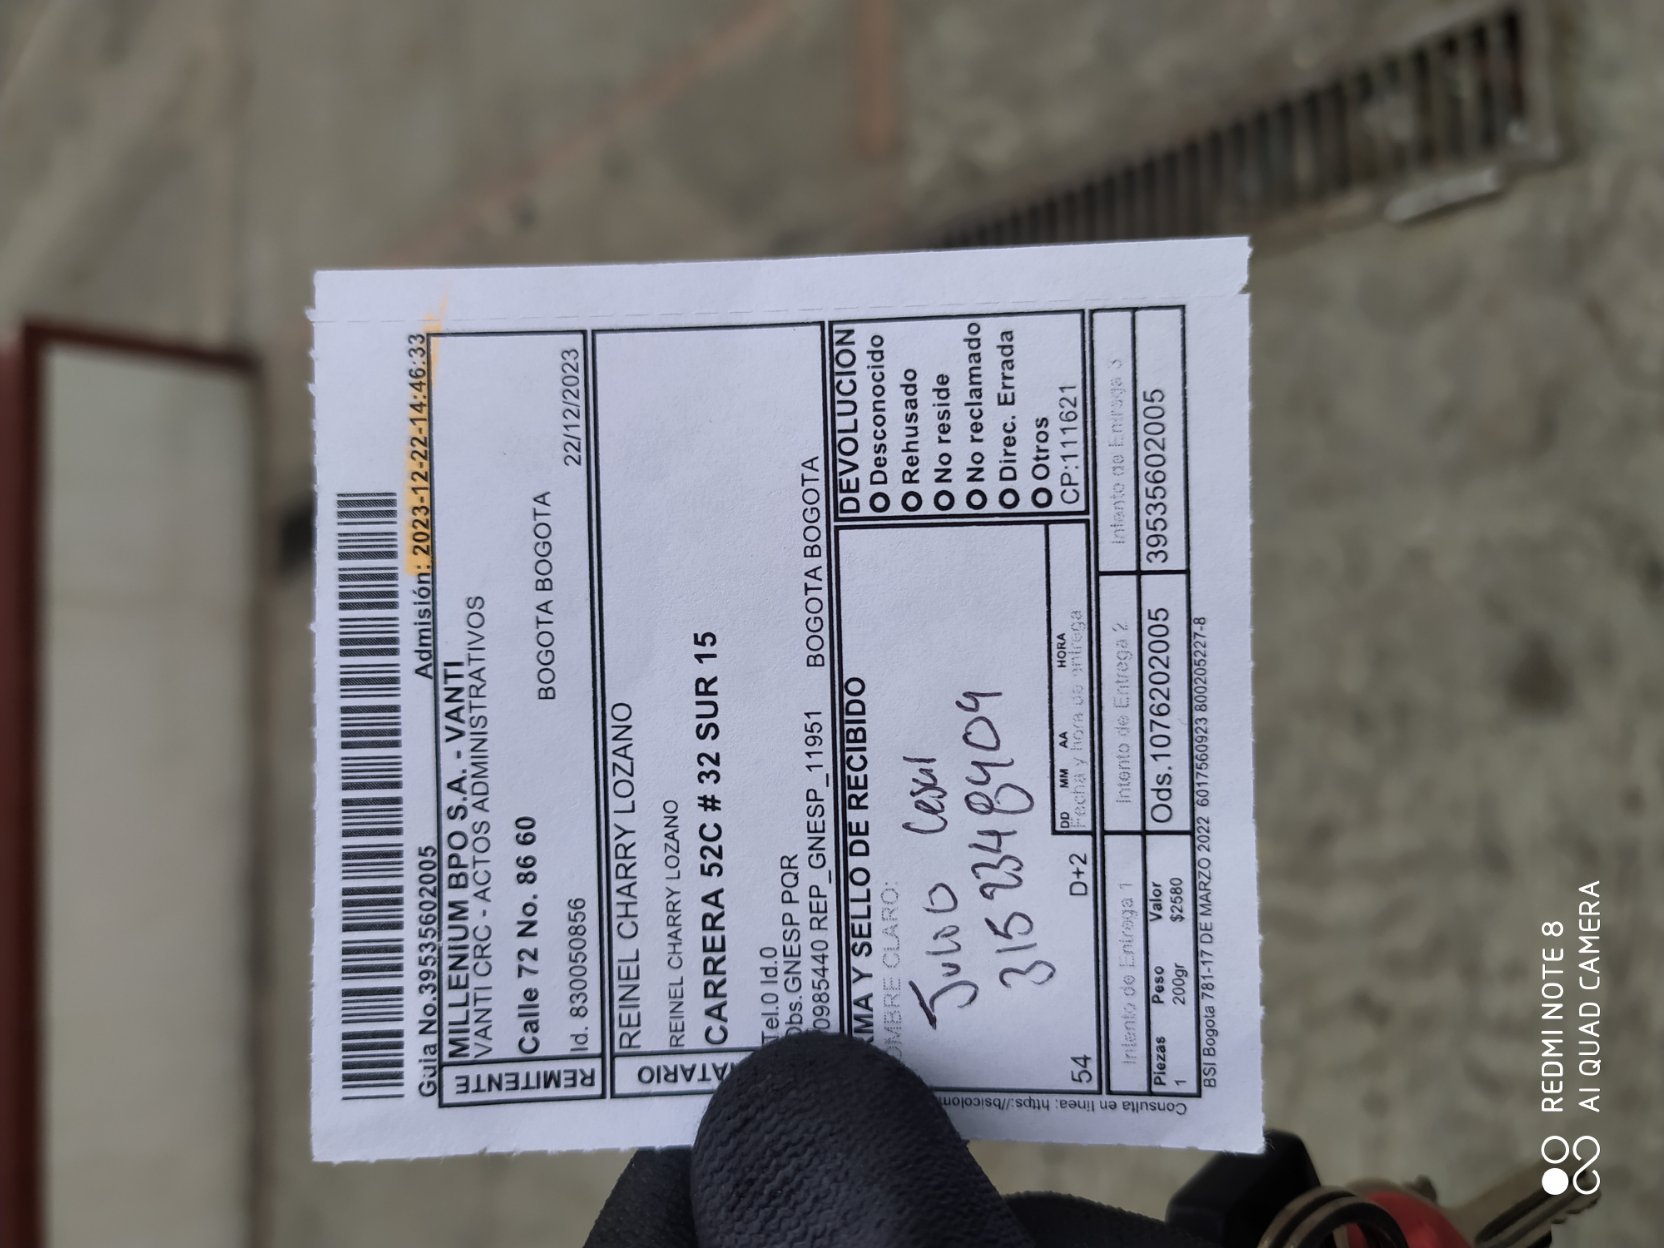 Guia No.39535602005 Admisión: 2023-12-22-14:46:33
REMITENTE
MILLENIUM BPO S.A. - VANTI
VANTI CRC - ACTOS ADMINISTRATIVOS
Calle 72 No. 86 60
BOGOTA BOGOTA
Id. 830050856 22/12/2023
ATARIO
REINEL CHARRY LOZANO
REINEL CHARRY LOZANO
CARRERA 52C # 32 SUR 15
Tel.0 Id.0
Obs.GNESP PQR
0985440 REP_GNESP_11951 BOGOTA BOGOTA
MA Y SELLO DE RECIBIDO
OMBRE CLARO:
Julio Cesar
3152348409
DEVOLUCIÓN
Desconocido
Rehusado
No reside
No reclamado
Direc. Errada
Otros
CP:111621
54 D+2
DD MM AA HORA
Fecha y hora de entrega
Intento de Entrega 1 Intento de Entrega 2 Intento de Entrega 3
Piezas Peso Valor
1 200gr $2580
Ods.1076202005 39535602005
BSI Bogota 781-17 DE MARZO 2022 6017560923 800205227-8
Consulta en linea: https://bsicolom
REDMI NOTE 8
AI QUAD CAMERA